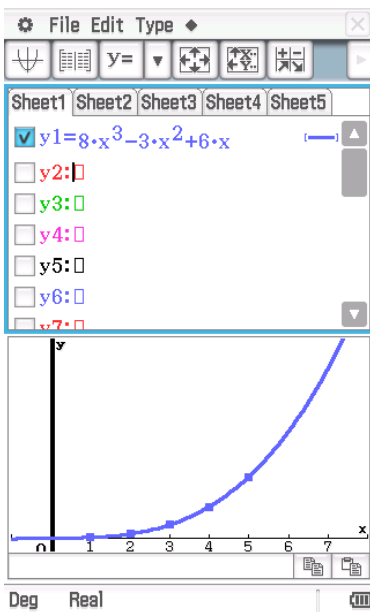 File Edit Type ◆
y=
Sheet1 Sheet2 Sheet3 Sheet4 Sheet5
y1=8·x³−3·x²+6·x
y2:
y3:
y4:
y5:
y6:
y7:
y
x
0 1 2 3 4 5 6 7
Deg Real